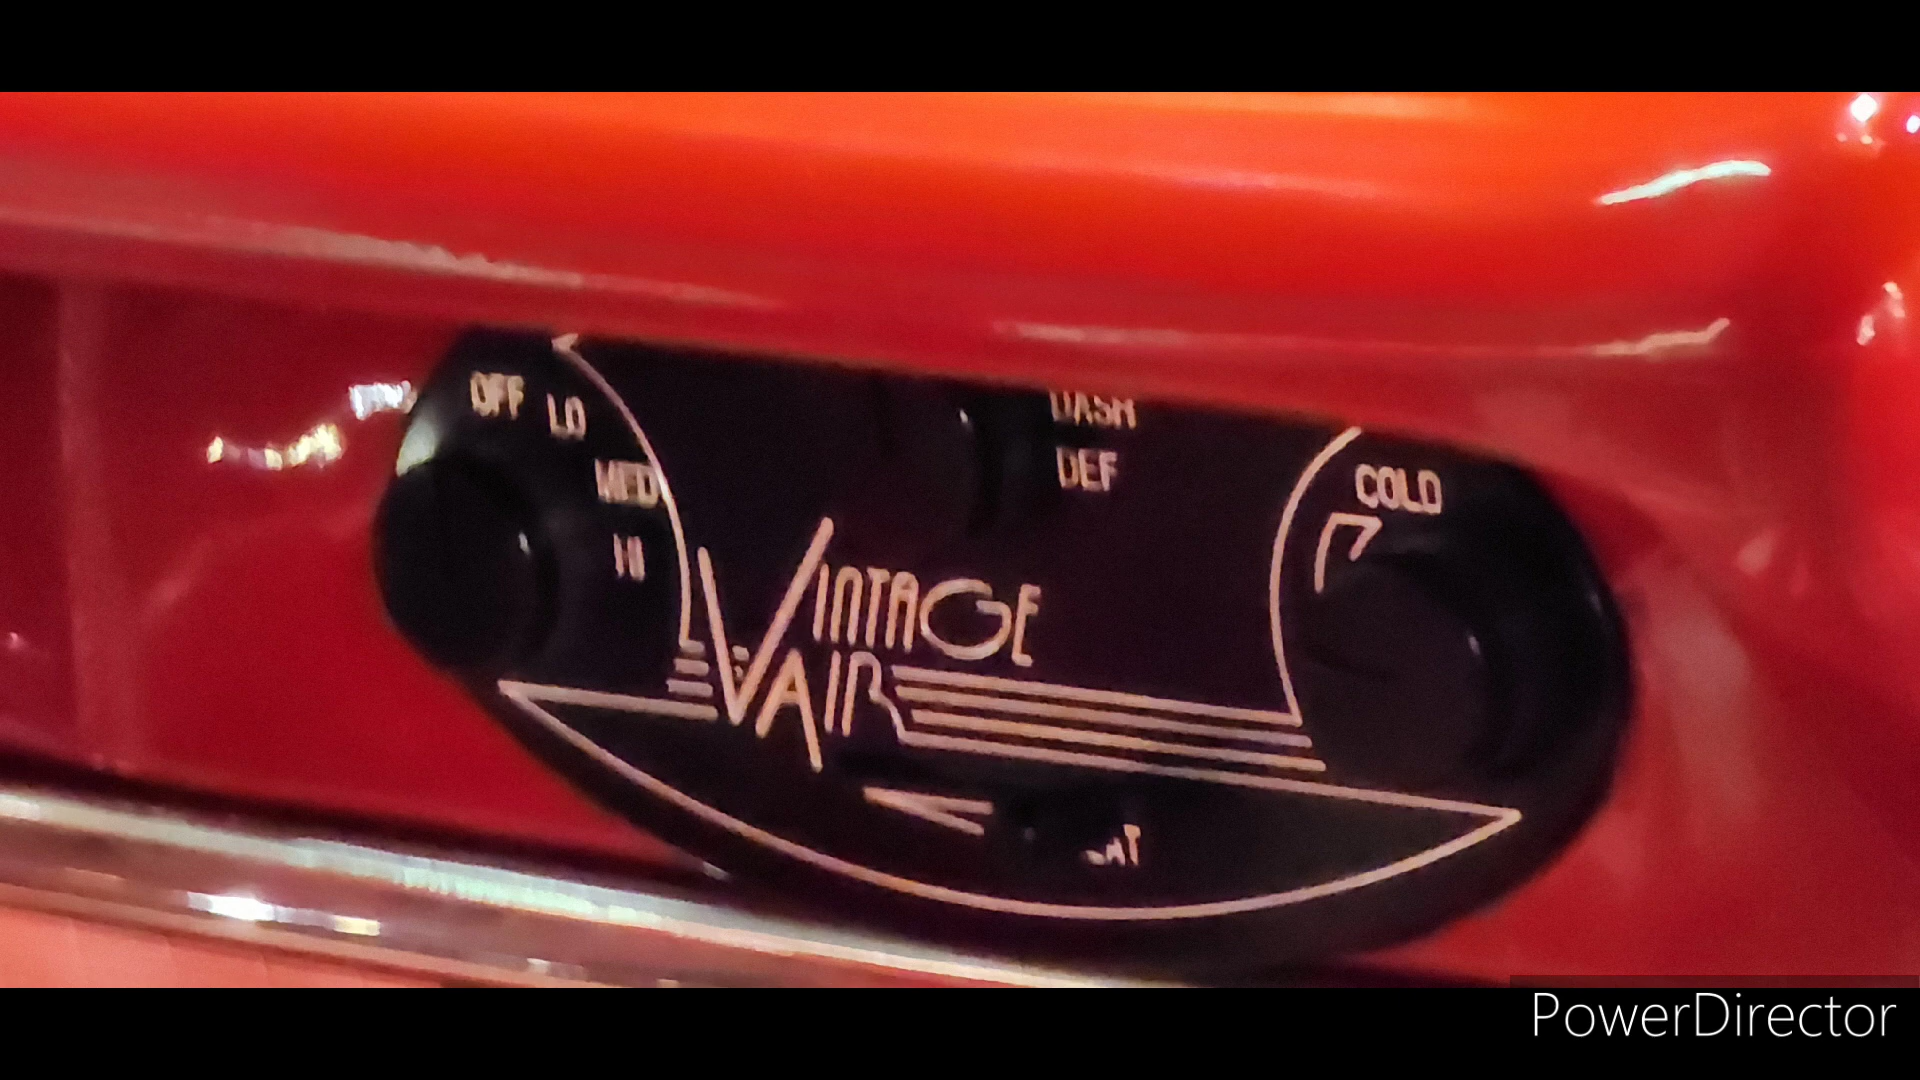 OFF LO
MED
HI
DASH
DEF
COLD
VINTAGE
AIR
PowerDirector